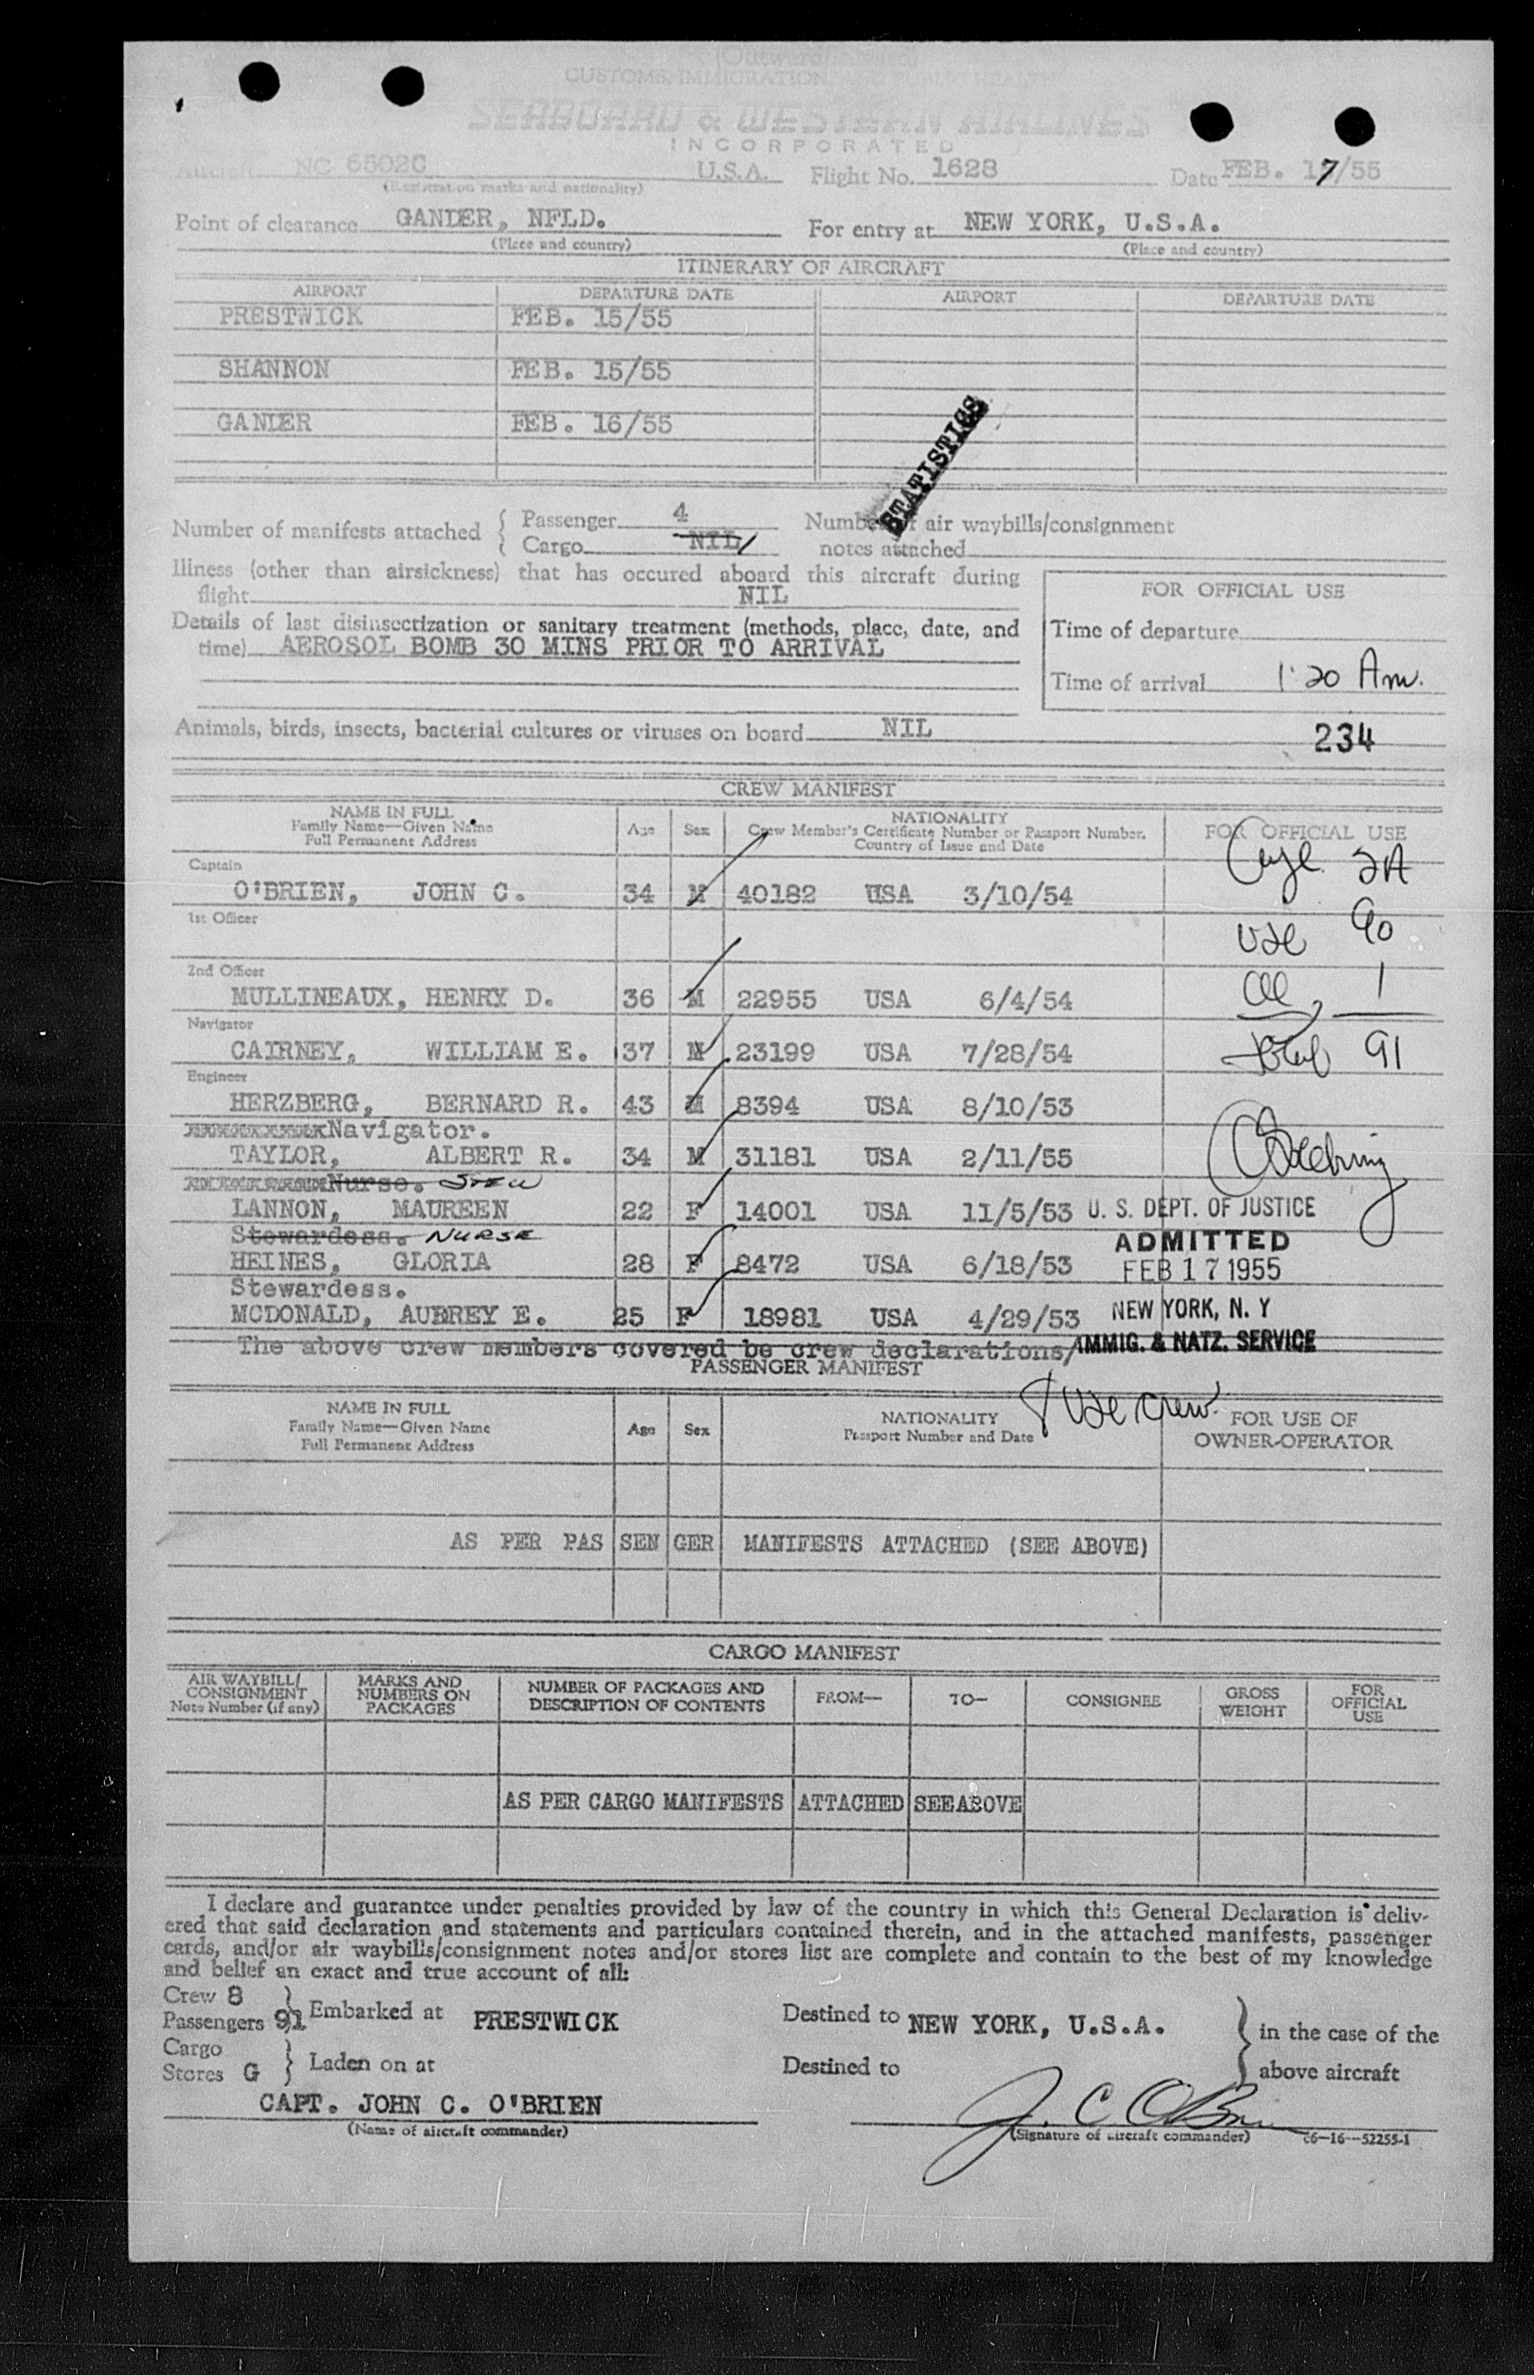 (Outward/Inward)
CUSTOMS, IMMIGRATION, AND PUBLIC HEALTH
SEABOARD & WESTERN AIRLINES
INCORPORATED
Aircraft NC 6502C U.S.A. Flight No. 1628 Date FEB. 17/55
(Registration marks and nationality)
Point of clearance GANDER, NFLD. For entry at NEW YORK, U.S.A.
(Place and country) (Place and country)
ITINERARY OF AIRCRAFT
AIRPORT DEPARTURE DATE AIRPORT DEPARTURE DATE
PRESTWICK FEB. 15/55
SHANNON FEB. 15/55
GANDER FEB. 16/55
STATISTICS
Number of manifests attached { Passenger 4 Number of air waybills/consignment
Cargo NIL notes attached
Illness (other than airsickness) that has occured aboard this aircraft during
flight NIL
FOR OFFICIAL USE
Details of last disinsectization or sanitary treatment (methods, place, date, and
time) AEROSOL BOMB 30 MINS PRIOR TO ARRIVAL
Time of departure
Time of arrival 1:20 Am.
Animals, birds, insects, bacterial cultures or viruses on board NIL
234
CREW MANIFEST
NAME IN FULL
Family Name—Given Name
Full Permanent Address
Age Sex
NATIONALITY
Crew Member's Certificate Number or Passport Number.
Country of Issue and Date
FOR OFFICIAL USE
Captain
O'BRIEN, JOHN C. 34 M 40182 USA 3/10/54
1st Officer
90
2nd Officer
MULLINEAUX, HENRY D. 36 M 22955 USA 6/4/54
1
Navigator
CAIRNEY, WILLIAM E. 37 M 23199 USA 7/28/54
total 91
Engineer
HERZBERG, BERNARD R. 43 M 8394 USA 8/10/53
Navigator.
TAYLOR, ALBERT R. 34 M 31181 USA 2/11/55
Nurse. STEW
LANNON, MAUREEN 22 F 14001 USA 11/5/53
U. S. DEPT. OF JUSTICE
Stewardess. NURSE
ADMITTED
HEINES, GLORIA 28 F 8472 USA 6/18/53
FEB 17 1955
Stewardess.
MCDONALD, AUBREY E. 25 F 18981 USA 4/29/53
NEW YORK, N. Y
The above crew members covered be crew declarations/
IMMIG. & NATZ. SERVICE
PASSENGER MANIFEST
crew
NAME IN FULL
Family Name—Given Name
Full Permanent Address
Age Sex
NATIONALITY
Passport Number and Date
FOR USE OF
OWNER-OPERATOR
AS PER PAS SEN GER MANIFESTS ATTACHED (SEE ABOVE)
CARGO MANIFEST
AIR WAYBILL/
CONSIGNMENT
Note Number (if any)
MARKS AND
NUMBERS ON
PACKAGES
NUMBER OF PACKAGES AND
DESCRIPTION OF CONTENTS
FROM— TO— CONSIGNEE
GROSS
WEIGHT
FOR
OFFICIAL
USE
AS PER CARGO MANIFESTS ATTACHED SEE ABOVE
I declare and guarantee under penalties provided by law of the country in which this General Declaration is deliv-
ered that said declaration and statements and particulars contained therein, and in the attached manifests, passenger
cards, and/or air waybills/consignment notes and/or stores list are complete and contain to the best of my knowledge
and belief an exact and true account of all:
Crew 8
Passengers 91 } Embarked at PRESTWICK Destined to NEW YORK, U.S.A. } in the case of the
Cargo
Stores G } Laden on at Destined to above aircraft
CAPT. JOHN C. O'BRIEN J. C. O'Brien
(Name of aircraft commander) (Signature of aircraft commander) c6—16—52255-1